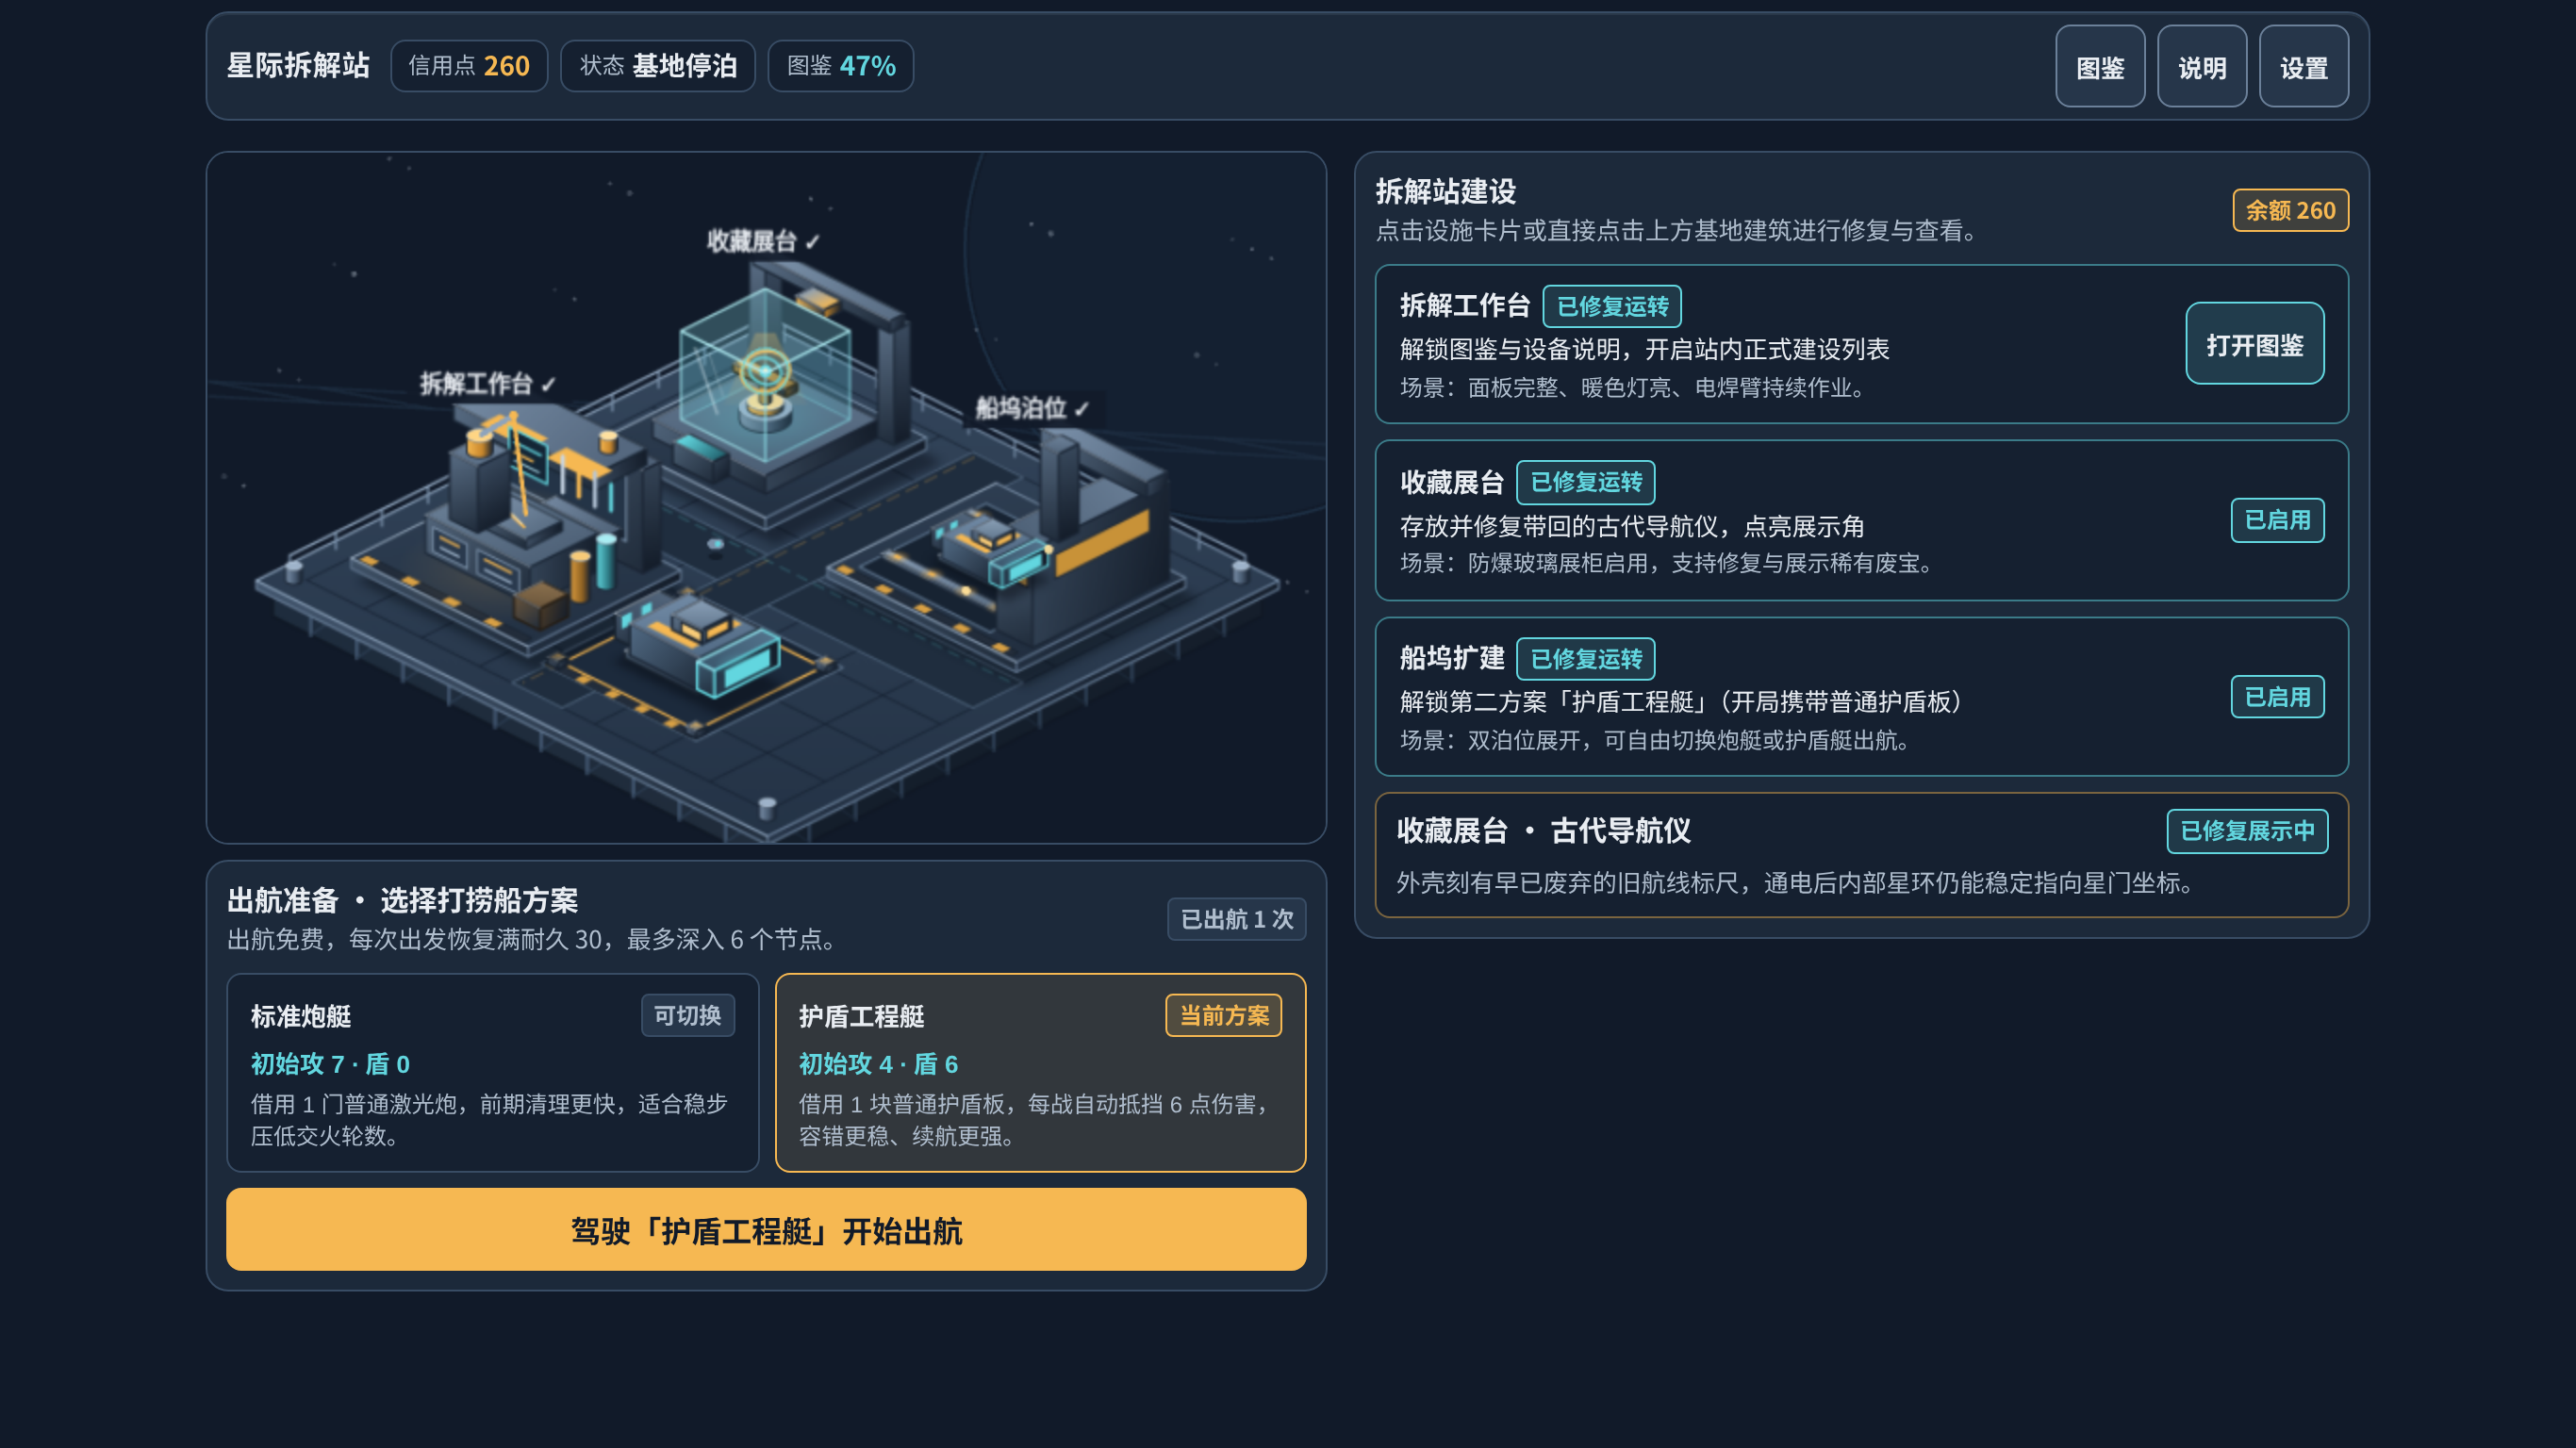 星际拆解站
信用点 260
状态 基地停泊
图鉴 47%
图鉴
说明
设置
收藏展台 ✓
拆解工作台 ✓
船坞泊位 ✓
出航准备 · 选择打捞船方案
出航免费，每次出发恢复满耐久 30，最多深入 6 个节点。
已出航 1 次
标准炮艇
可切换
初始攻 7 · 盾 0
借用 1 门普通激光炮，前期清理更快，适合稳步
压低交火轮数。
护盾工程艇
当前方案
初始攻 4 · 盾 6
借用 1 块普通护盾板，每战自动抵挡 6 点伤害，
容错更稳、续航更强。
驾驶「护盾工程艇」开始出航
拆解站建设
点击设施卡片或直接点击上方基地建筑进行修复与查看。
余额 260
拆解工作台 已修复运转
解锁图鉴与设备说明，开启站内正式建设列表
场景：面板完整、暖色灯亮、电焊臂持续作业。
打开图鉴
收藏展台 已修复运转
存放并修复带回的古代导航仪，点亮展示角
场景：防爆玻璃展柜启用，支持修复与展示稀有废宝。
已启用
船坞扩建 已修复运转
解锁第二方案「护盾工程艇」（开局携带普通护盾板）
场景：双泊位展开，可自由切换炮艇或护盾艇出航。
已启用
收藏展台 · 古代导航仪
已修复展示中
外壳刻有早已废弃的旧航线标尺，通电后内部星环仍能稳定指向星门坐标。